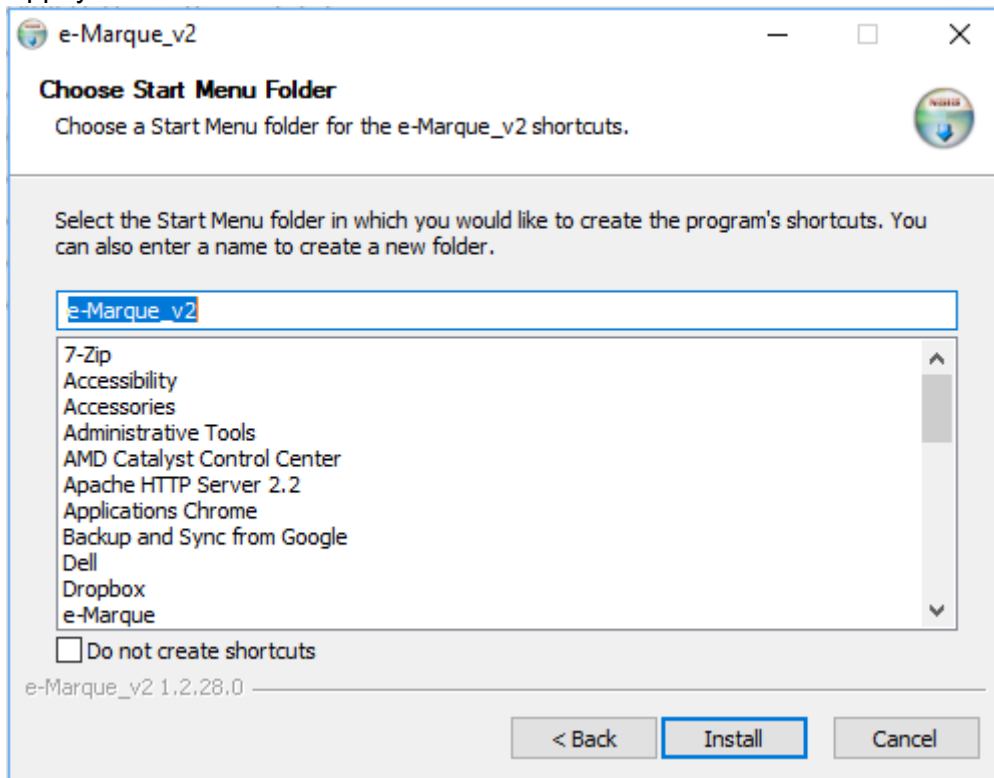 e-Marque_v2
Choose Start Menu Folder
Choose a Start Menu folder for the e-Marque_v2 shortcuts.
Select the Start Menu folder in which you would like to create the program's shortcuts. You
can also enter a name to create a new folder.
e-Marque_v2
7-Zip
Accessibility
Accessories
Administrative Tools
AMD Catalyst Control Center
Apache HTTP Server 2.2
Applications Chrome
Backup and Sync from Google
Dell
Dropbox
e-Marque
Do not create shortcuts
e-Marque_v2 1.2.28.0
< Back
Install
Cancel